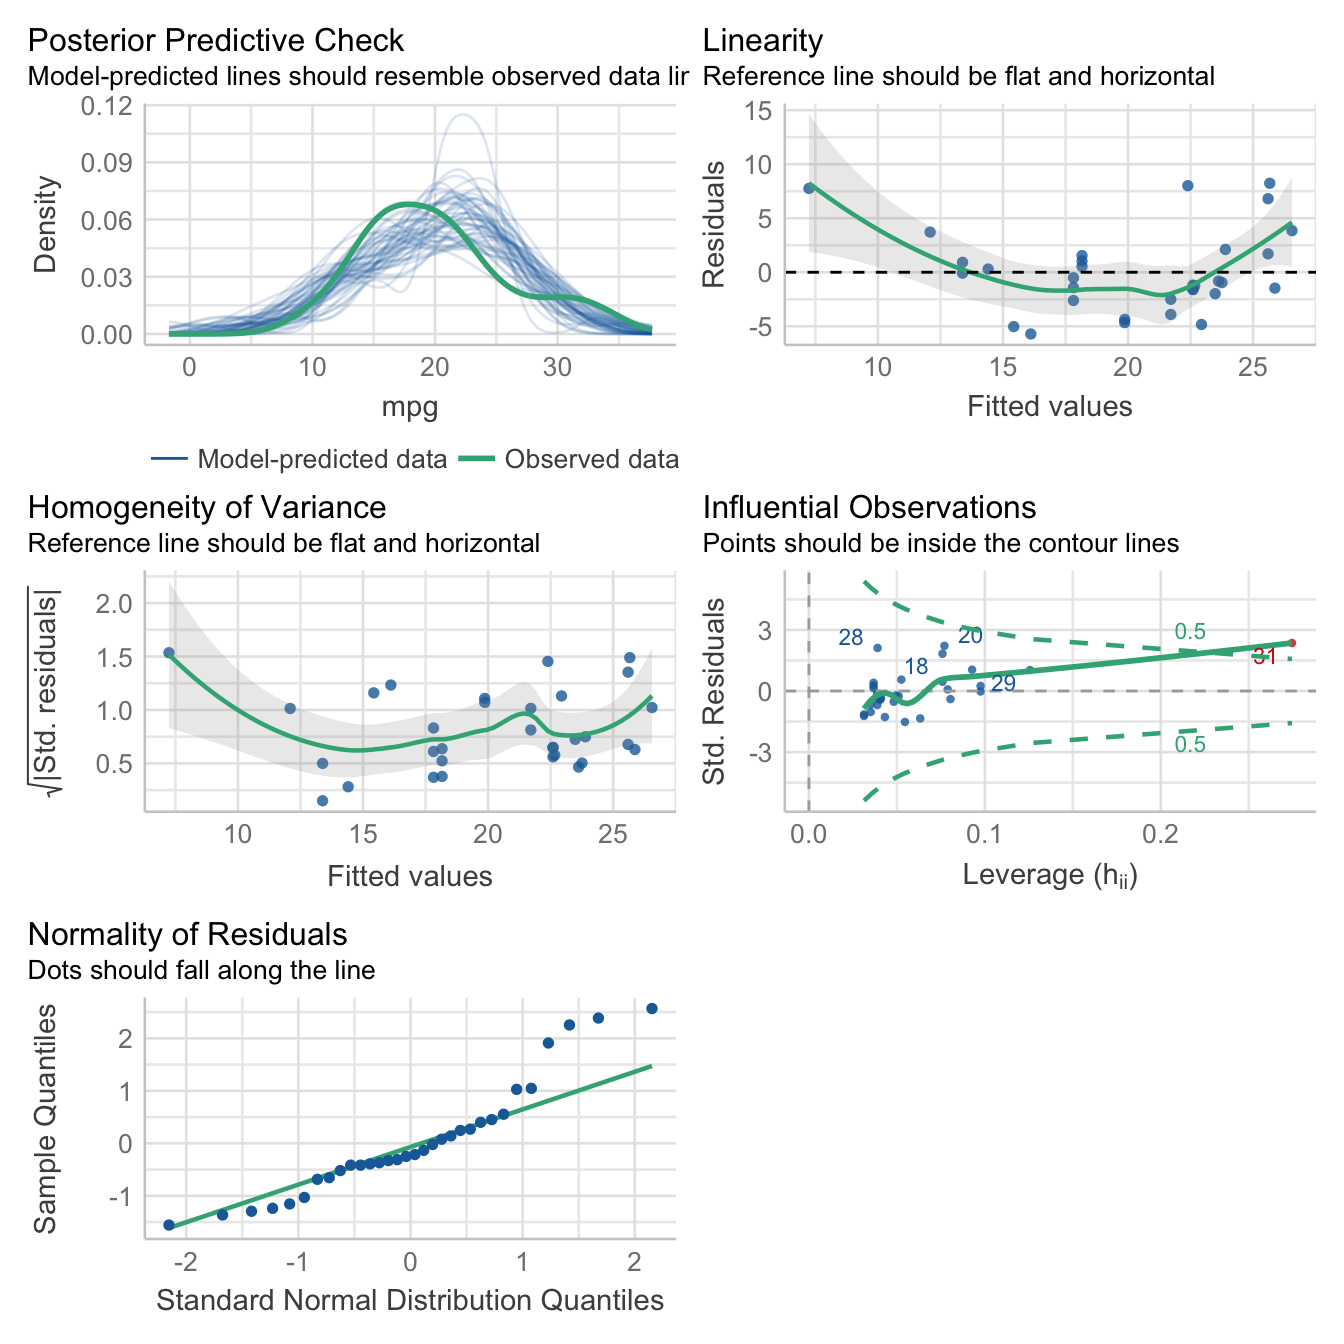 Posterior Predictive Check
Model-predicted lines should resemble observed data lir
0.12
0.09
0.06
0.03
0.00
Density
0
10
20
30
mpg
Model-predicted data
Observed data
Linearity
Reference line should be flat and horizontal
15
10
5
0
-5
Residuals
10
15
20
25
Fitted values
Homogeneity of Variance
Reference line should be flat and horizontal
2.0
1.5
1.0
0.5
√|Std. residuals|
10
15
20
25
Fitted values
Influential Observations
Points should be inside the contour lines
3
0
-3
Std. Residuals
28
20
18
29
31
0.5
0.5
0.0
0.1
0.2
Leverage (hii)
Normality of Residuals
Dots should fall along the line
2
1
0
-1
Sample Quantiles
-2
-1
0
1
2
Standard Normal Distribution Quantiles